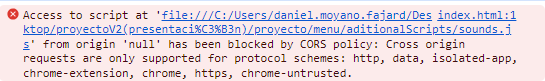 Access to script at 'file:///C:/Users/daniel.moyano.fajard/Des index.html:1
ktop/proyectoV2(presentaci%C3%B3n)/proyecto/menu/aditionalScripts/sounds.j
s' from origin 'null' has been blocked by CORS policy: Cross origin
requests are only supported for protocol schemes: http, data, isolated-app,
chrome-extension, chrome, https, chrome-untrusted.